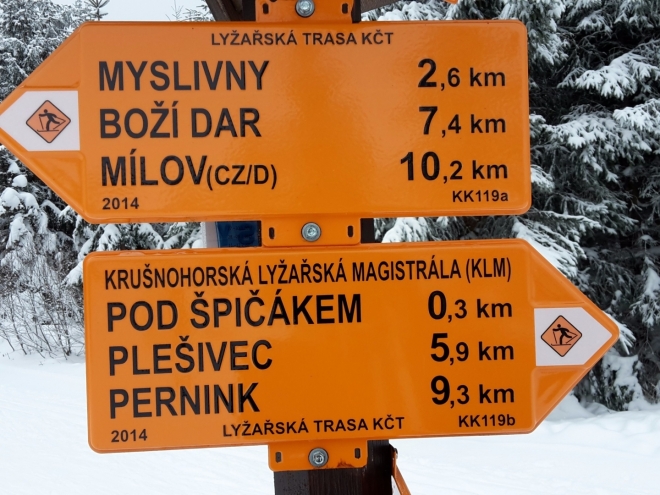 LYŽAŘSKÁ TRASA KČT
MYSLIVNY 2,6 km
BOŽÍ DAR 7,4 km
MÍLOV(CZ/D) 10,2 km
2014 KK119a
KRUŠNOHORSKÁ LYŽAŘSKÁ MAGISTRÁLA (KLM)
POD ŠPIČÁKEM 0,3 km
PLEŠIVEC 5,9 km
PERNINK 9,3 km
2014 LYŽAŘSKÁ TRASA KČT KK119b